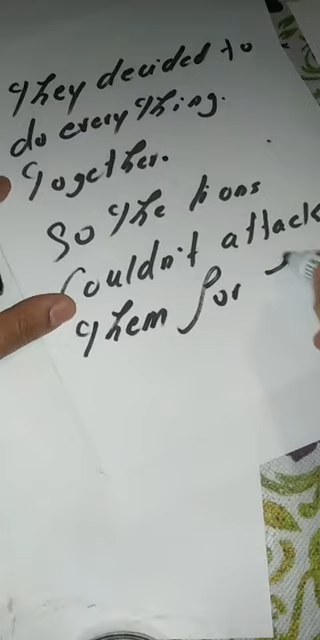 They decided to
do every thing.
Together.
So The lions
Couldn't attack
Them for